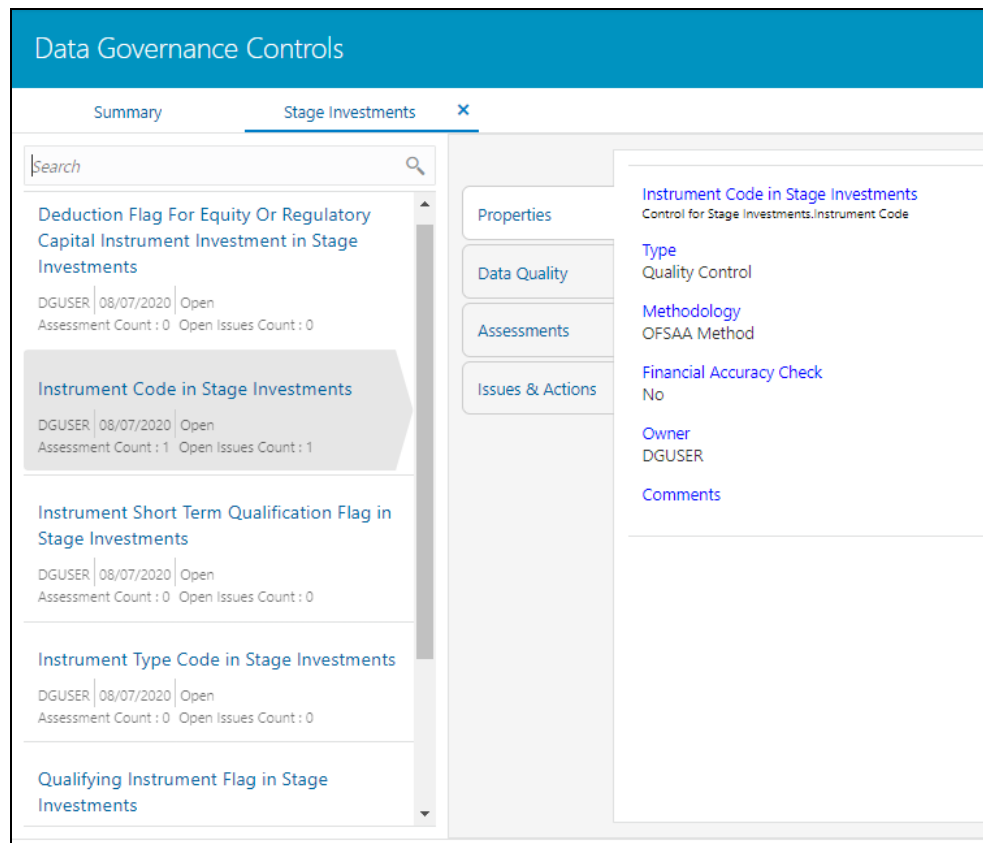 Data Governance Controls
Summary
Stage Investments
Search
Deduction Flag For Equity Or Regulatory
Capital Instrument Investment in Stage
Investments
DGUSER 08/07/2020 Open
Assessment Count : 0 Open Issues Count : 0
Instrument Code in Stage Investments
DGUSER 08/07/2020 Open
Assessment Count : 1 Open Issues Count : 1
Instrument Short Term Qualification Flag in
Stage Investments
DGUSER 08/07/2020 Open
Assessment Count : 0 Open Issues Count : 0
Instrument Type Code in Stage Investments
DGUSER 08/07/2020 Open
Assessment Count : 0 Open Issues Count : 0
Qualifying Instrument Flag in Stage
Investments
Properties
Data Quality
Assessments
Issues & Actions
Instrument Code in Stage Investments
Control for Stage Investments.Instrument Code
Type
Quality Control
Methodology
OFSAA Method
Financial Accuracy Check
No
Owner
DGUSER
Comments